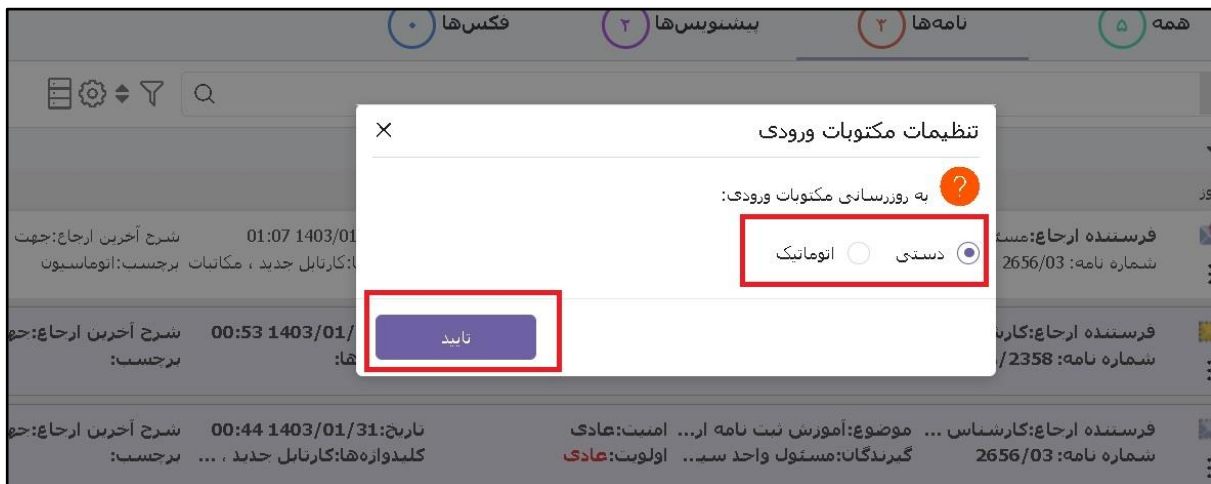 همه ۵ نامه‌ها ۳ پیشنویس‌ها ۲ فکس‌ها ۰
تنظیمات مکتوبات ورودی
به روزرسانی مکتوبات ورودی:
دستی اتوماتیک
تایید
فرستنده ارجاع: 01:07 1403/01 شرح آخرین ارجاع:جهت
شماره نامه: 2656/03 کارتابل جدید ، مکاتبات برچسب:اتوماسیون
فرستنده ارجاع: 00:53 1403/01/ شرح آخرین ارجاع:
شماره نامه: 2358/ برچسب:
فرستنده ارجاع:کارشناس ... موضوع:آموزش ثبت نامه ار... امنیت:عادی تاریخ:1403/01/31 00:44 شرح آخرین ارجاع:
شماره نامه: 2656/03 گیرندگان:مسئول واحد سیـ... اولویت:عادی کلیدواژه‌ها:کارتابل جدید ، ... برچسب: